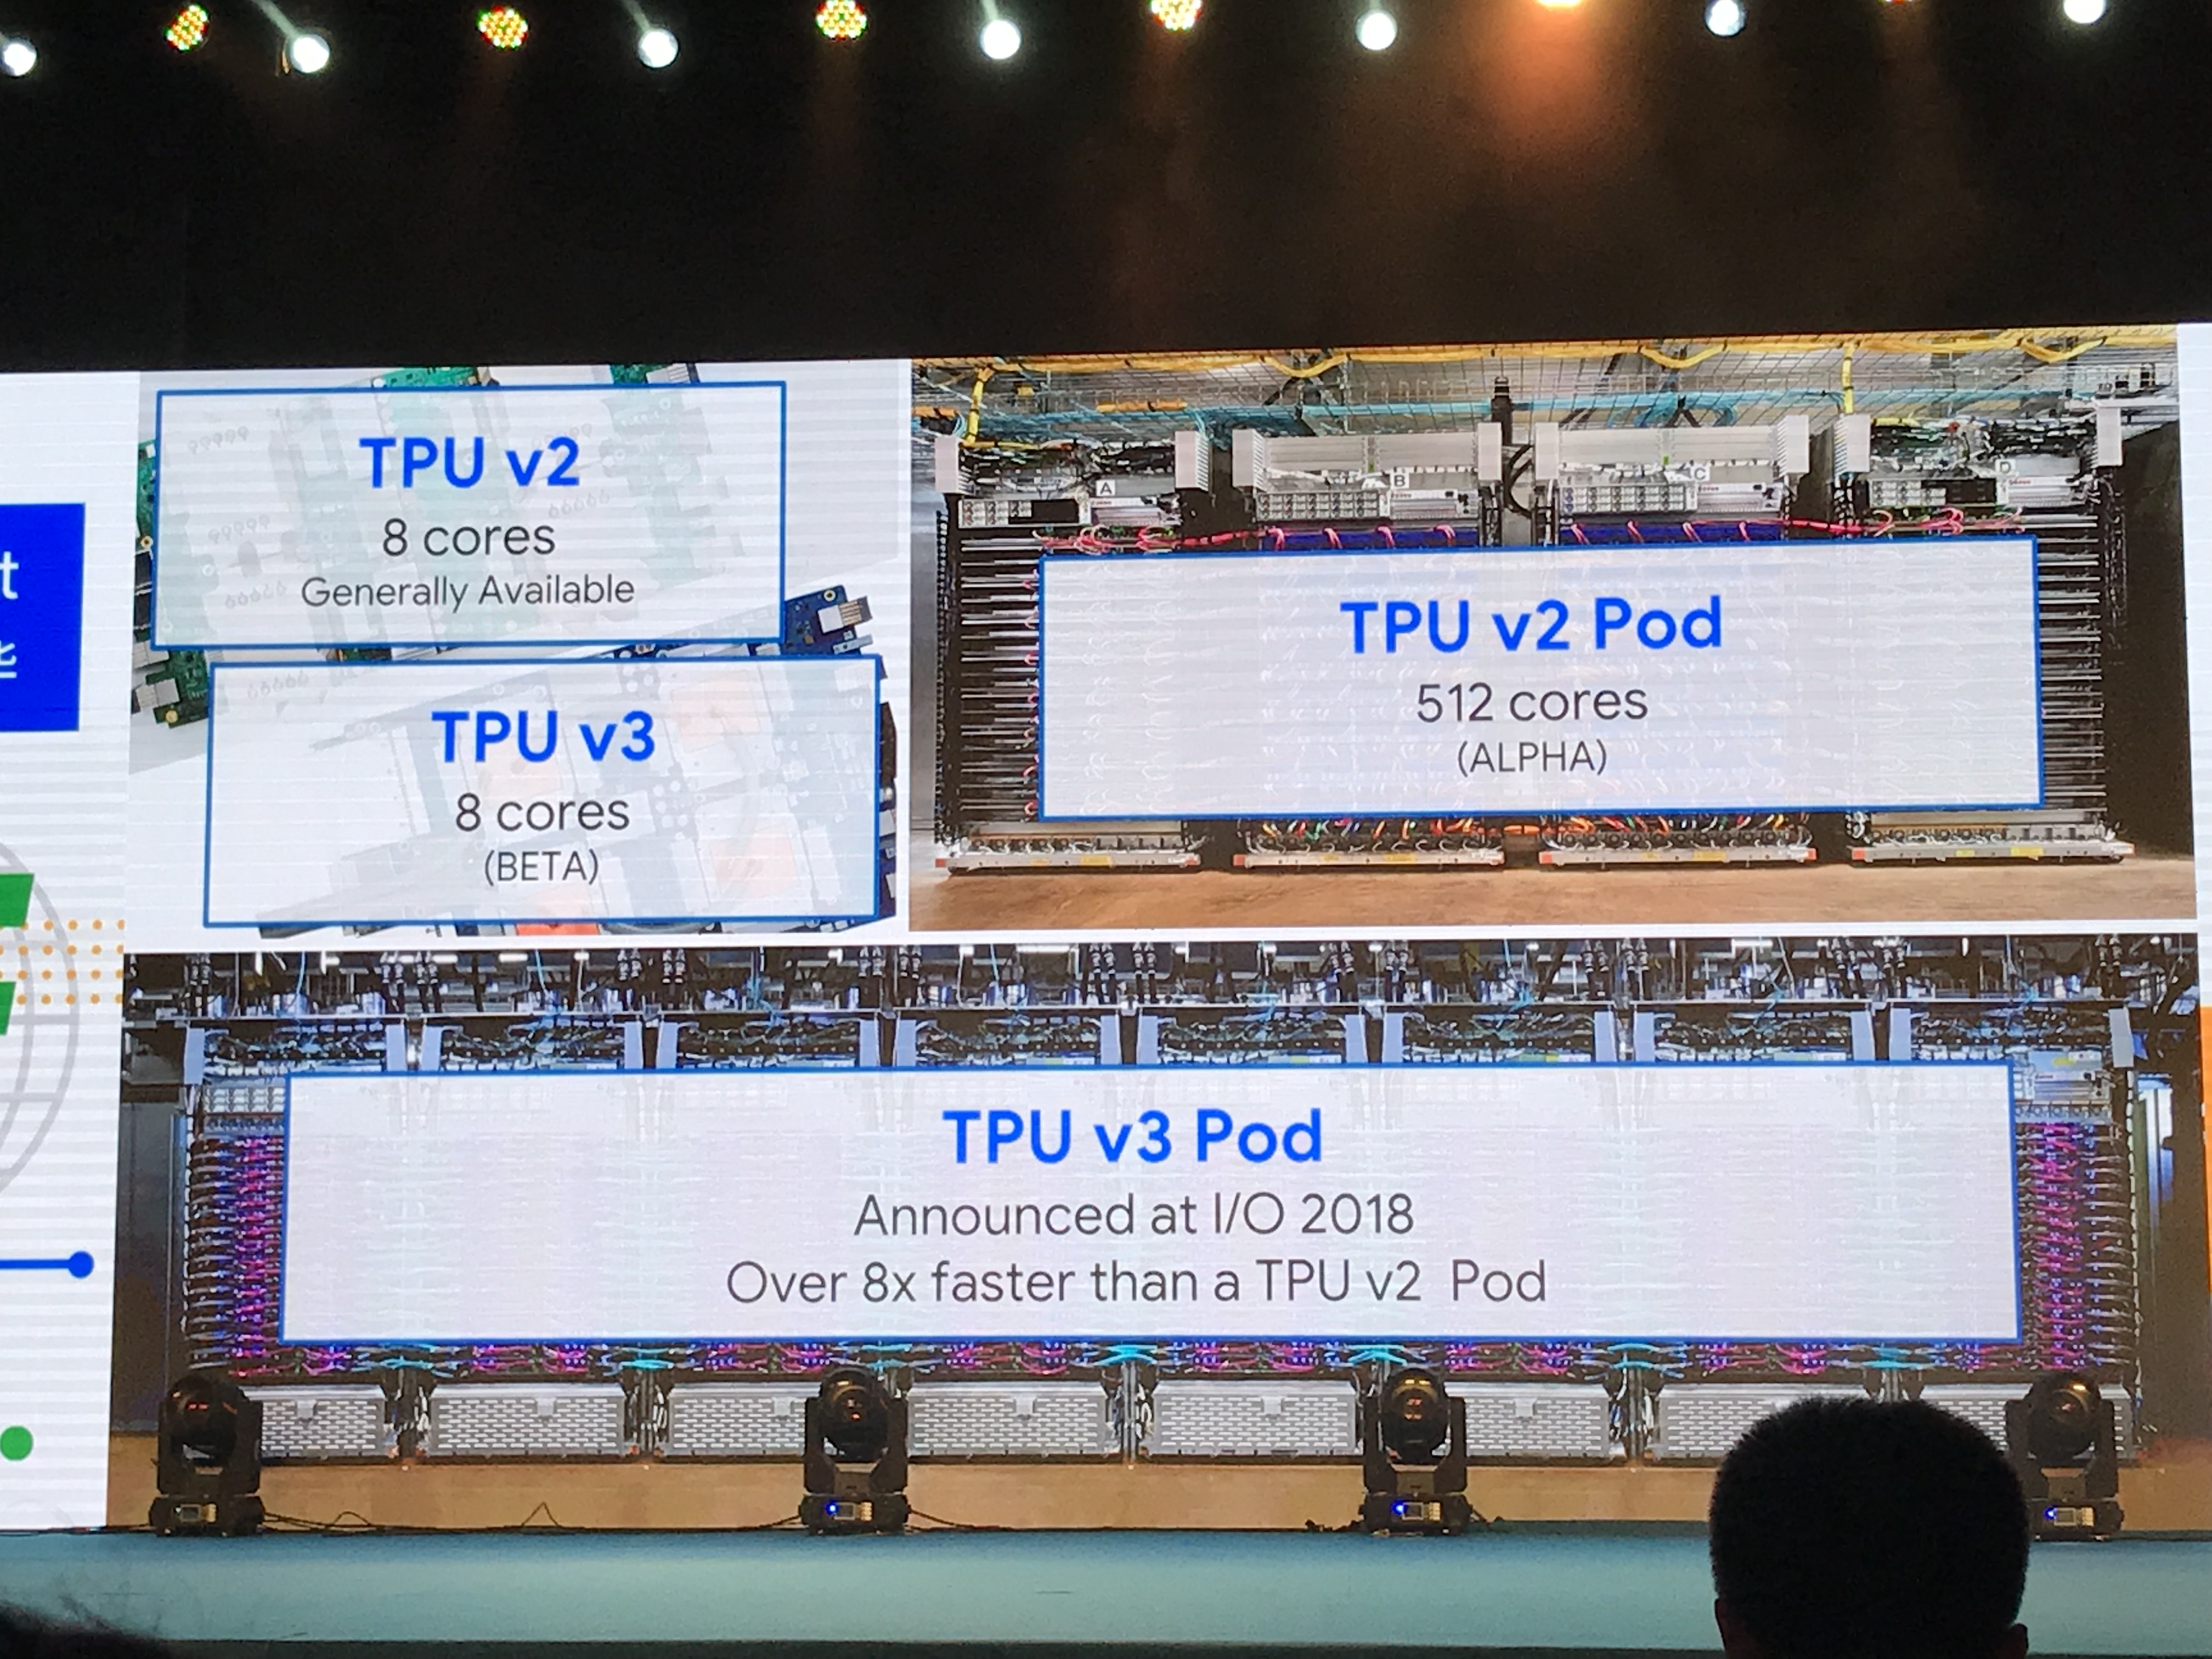 TPU v2
8 cores
Generally Available
TPU v3
8 cores
(BETA)
A
B
C
D
TPU v2 Pod
512 cores
(ALPHA)
TPU v3 Pod
Announced at I/O 2018
Over 8x faster than a TPU v2 Pod